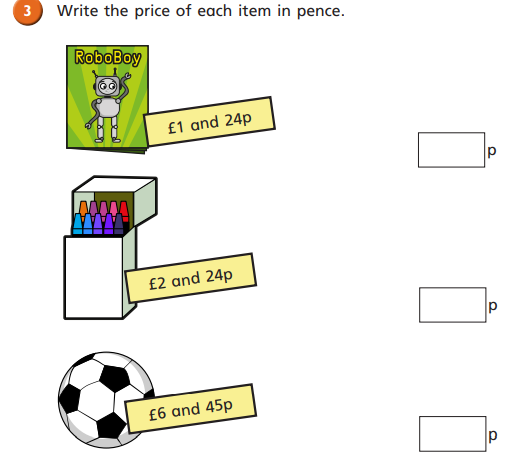 3 Write the price of each item in pence.
RoboBoy
£1 and 24p
p
£2 and 24p
p
£6 and 45p
p